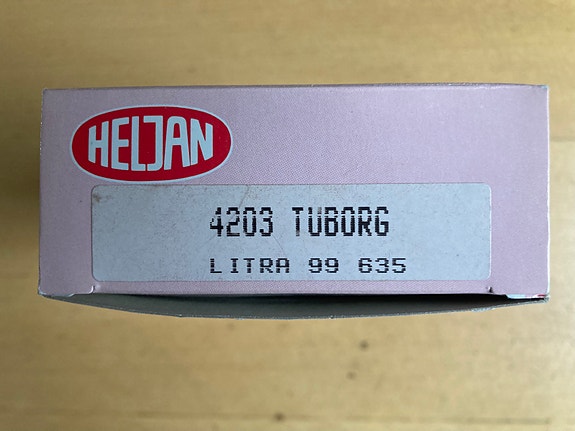 HELJAN
4203 TUBORG
LITRA 99 635